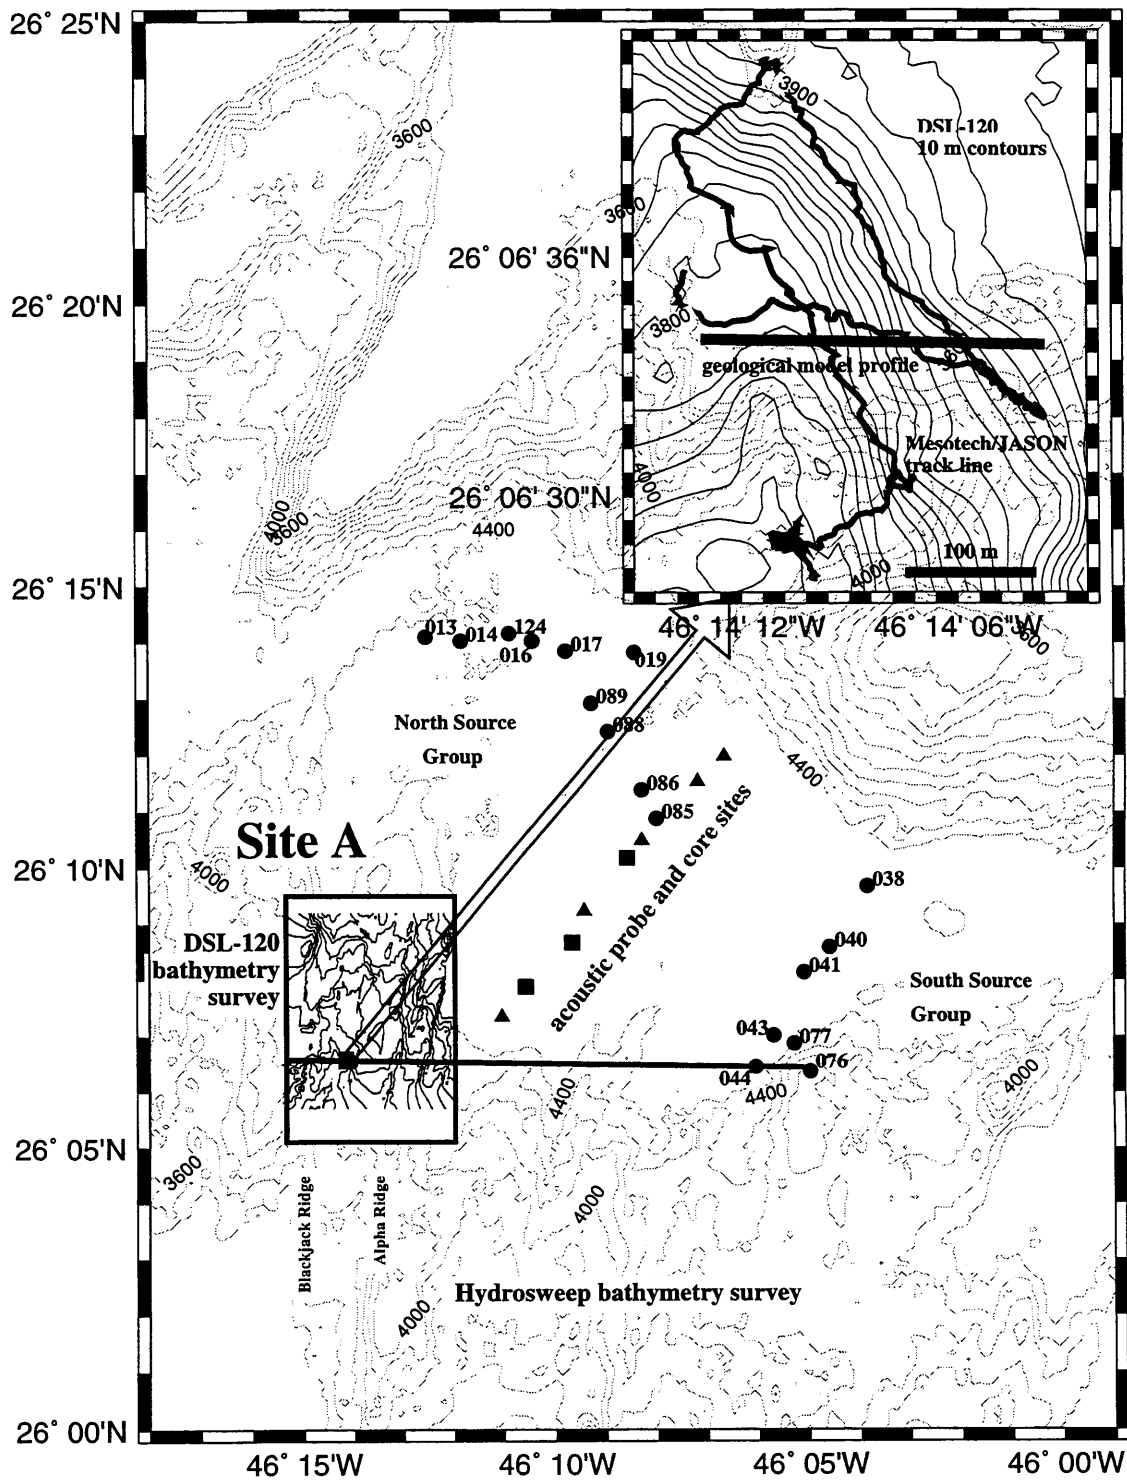 26° 25'N
3600
3900
DSL-120
10 m contours
3600
26° 06' 36"N
26° 20'N
3800
geological model profile
Mesotech/JASON
track line
4000
26° 06' 30"N
4000
3600
4400
100 m
4000
26° 15'N
46° 14' 12"W
46° 14' 06"W
3600
013
014
124
016
017
019
089
088
North Source
Group
4400
086
085
Site A
acoustic probe and core sites
26° 10'N
4000
038
DSL-120
bathymetry
survey
040
041
South Source
Group
043
077
044
076
4400
4400
4000
26° 05'N
3600
Blackjack Ridge
Alpha Ridge
4000
Hydrosweep bathymetry survey
4000
26° 00'N
46° 15'W
46° 10'W
46° 05'W
46° 00'W